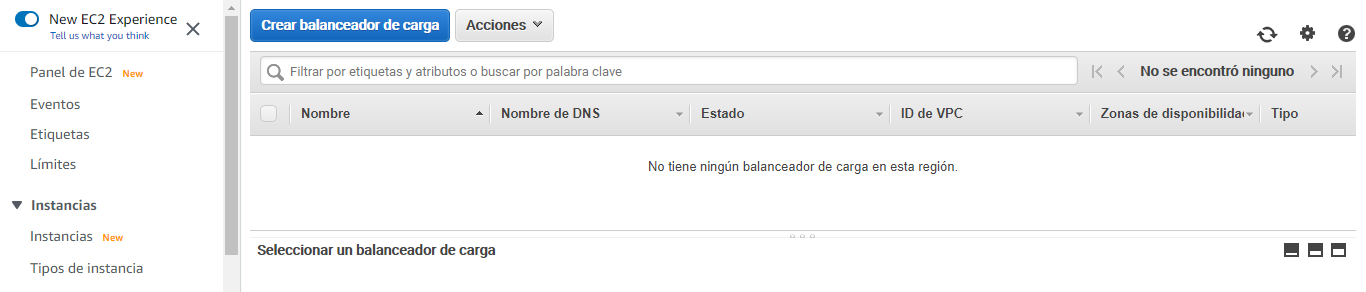 New EC2 Experience
Tell us what you think
Panel de EC2 New
Eventos
Etiquetas
Límites
Instancias
Instancias New
Tipos de instancia
Crear balanceador de carga Acciones
Filtrar por etiquetas y atributos o buscar por palabra clave No se encontró ninguno
Nombre Nombre de DNS Estado ID de VPC Zonas de disponibilidad Tipo
No tiene ningún balanceador de carga en esta región.
Seleccionar un balanceador de carga